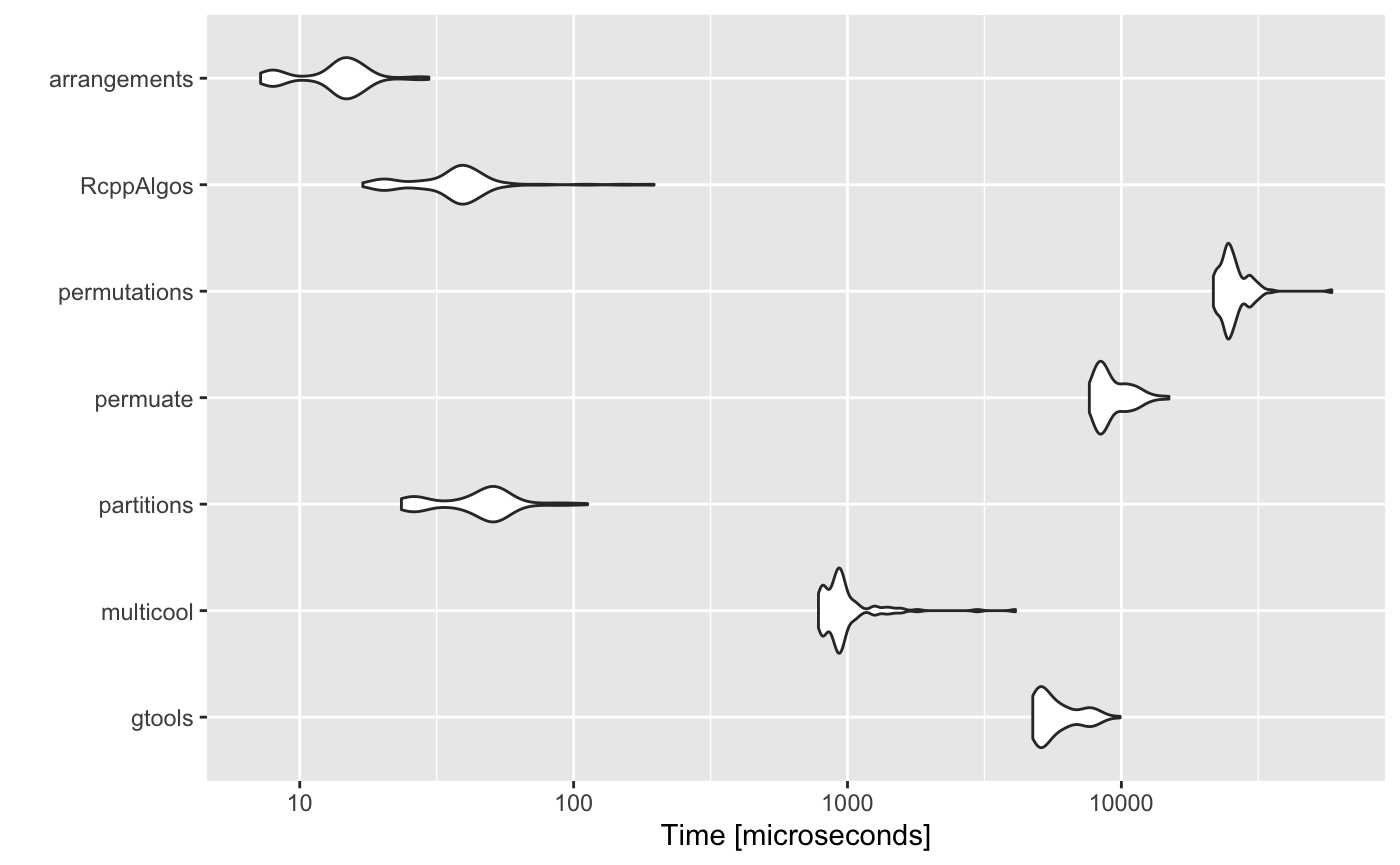 arrangements
RcppAlgos
permutations
permuate
partitions
multicool
gtools
10 100 1000 10000
Time [microseconds]